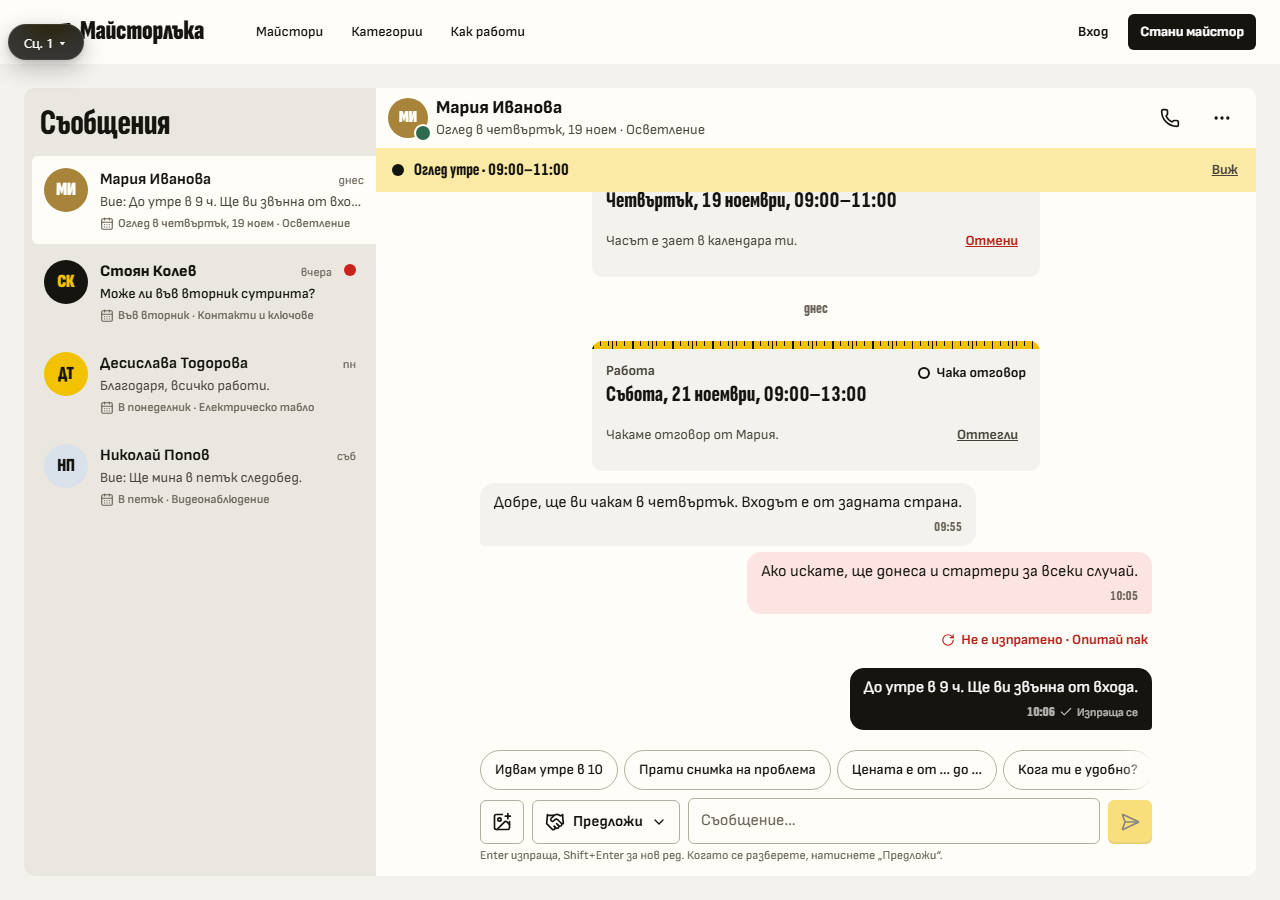 Сц. 1
Майсторлъка
Майстори
Категории
Как работи
Вход
Стани майстор
Съобщения
МИ
Мария Иванова
днес
Вие: До утре в 9 ч. Ще ви звънна от вхо...
Оглед в четвъртък, 19 ноем · Осветление
СК
Стоян Колев
вчера
Може ли във вторник сутринта?
Във вторник · Контакти и ключове
ДТ
Десислава Тодорова
пн
Благодаря, всичко работи.
В понеделник · Електрическо табло
НП
Николай Попов
съб
Вие: Ще мина в петък следобед.
В петък · Видеонаблюдение
МИ
Мария Иванова
Оглед в четвъртък, 19 ноем · Осветление
Оглед утре · 09:00–11:00
Виж
Четвъртък, 19 ноември, 09:00–11:00
Часът е зает в календара ти.
Отмени
днес
Работа
Чака отговор
Събота, 21 ноември, 09:00–13:00
Чакаме отговор от Мария.
Оттегли
Добре, ще ви чакам в четвъртък. Входът е от задната страна.
09:55
Ако искате, ще донеса и стартери за всеки случай.
10:05
Не е изпратено · Опитай пак
До утре в 9 ч. Ще ви звънна от входа.
10:06 Изпраща се
Идвам утре в 10
Прати снимка на проблема
Цената е от ... до ...
Кога ти е удобно?
Предложи
Съобщение...
Enter изпраща, Shift+Enter за нов ред. Когато се разберете, натиснете „Предложи“.